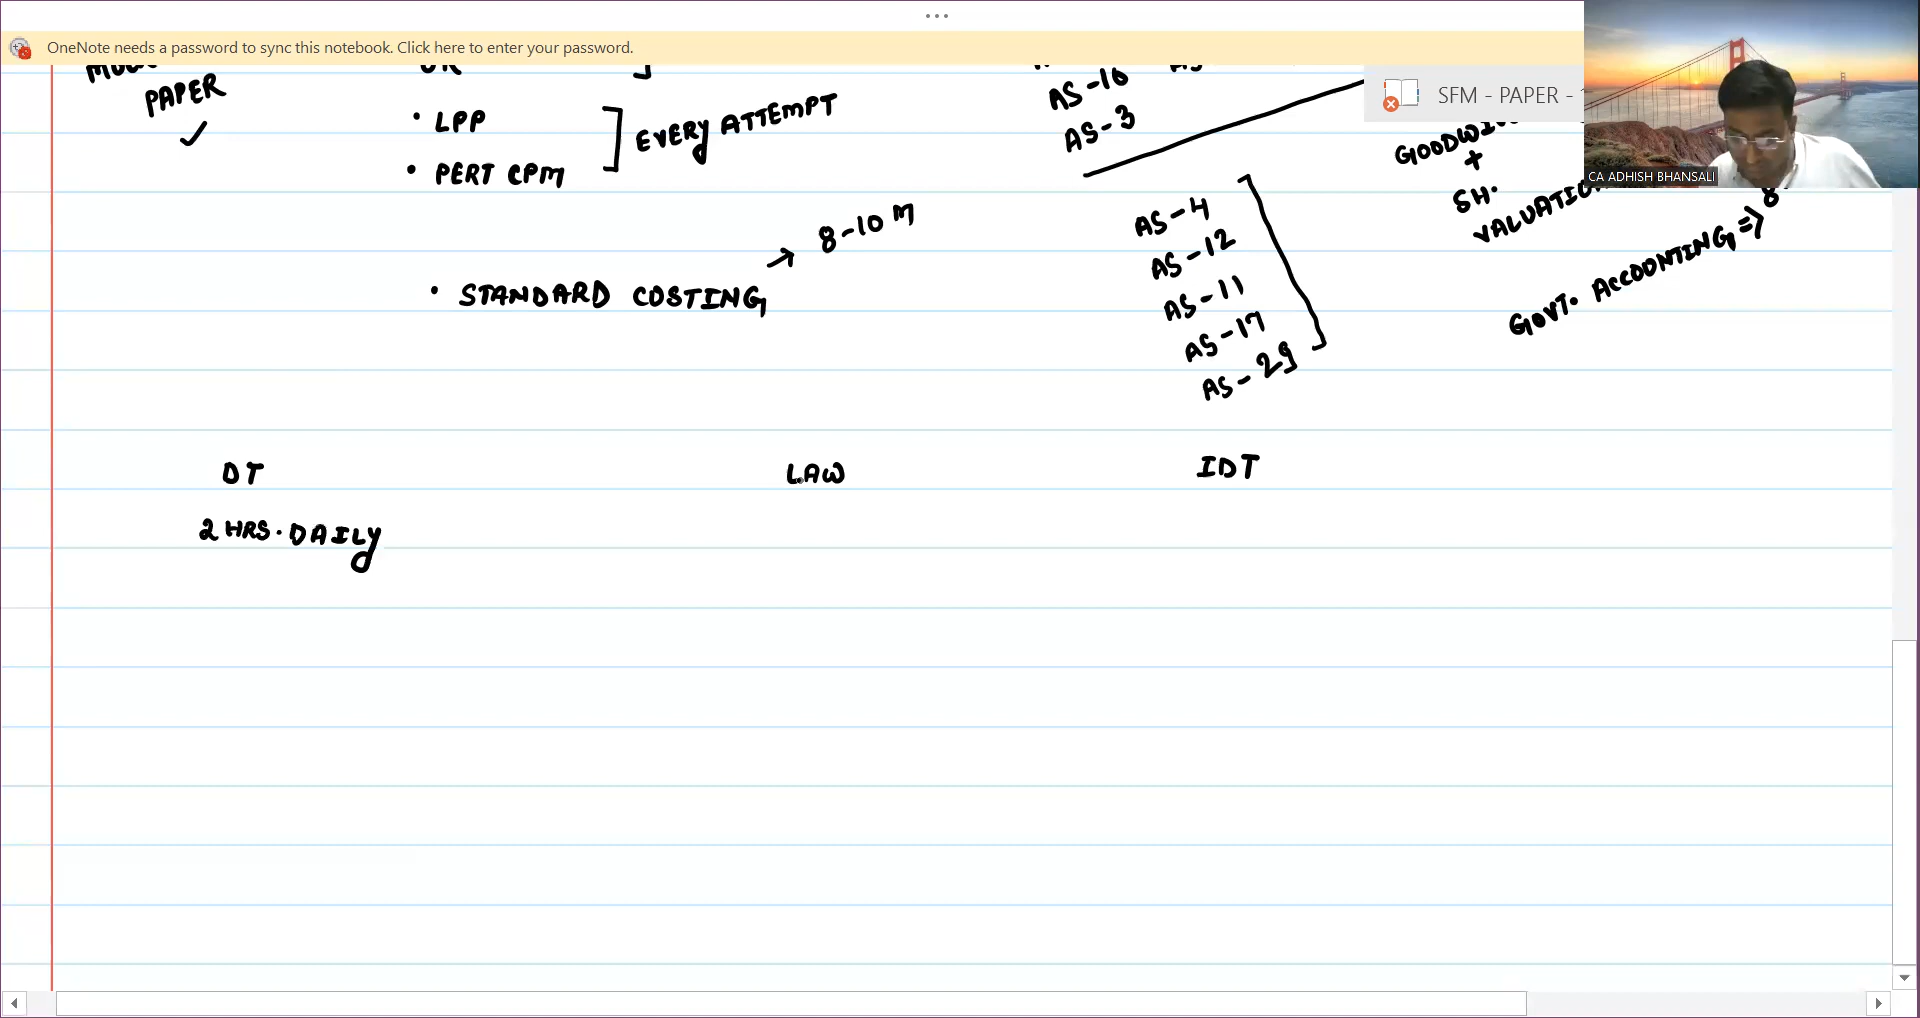 OneNote needs a password to sync this notebook. Click here to enter your password.
SFM - PAPER -
CA ADHISH BHANSALI
PAPER
• LPP
• PERT CPM
EVERY ATTEMPT
8-10 M
• STANDARD COSTING
AS-16
AS-3
AS-4
AS-12
AS-11
AS-17
AS-29
+
SH.
VALUATION
GOVT. ACCOUNTING => 8
DT
LAW
IDT
2 HRS. DAILY